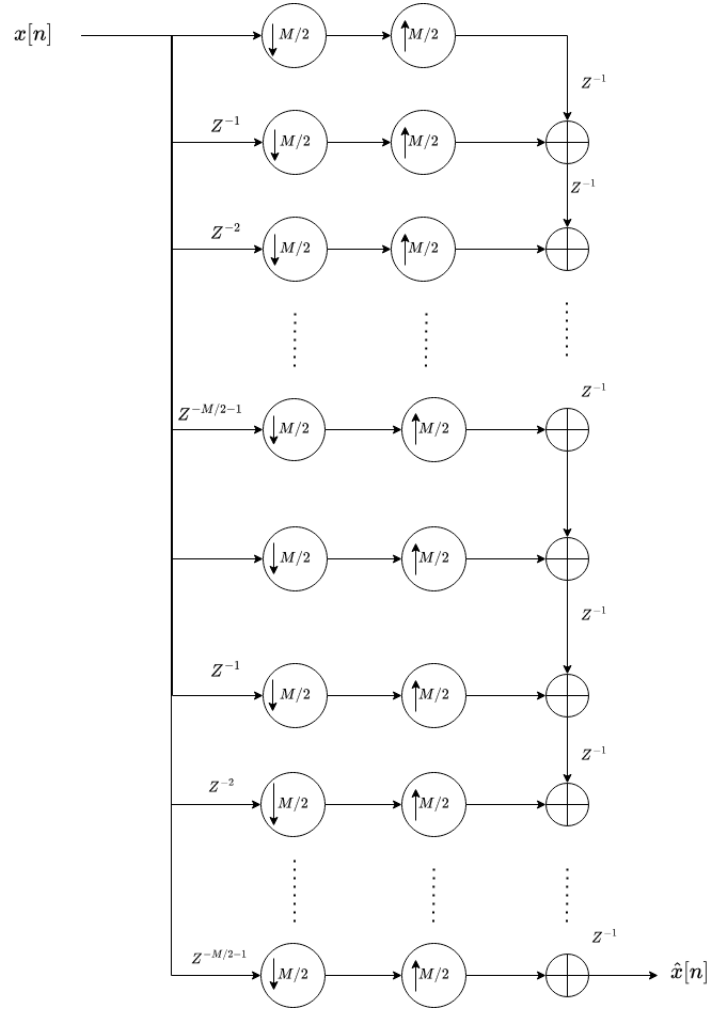 x[n] ↓ M/2 ↑ M/2
Z⁻¹
Z⁻¹ ↓ M/2 ↑ M/2
Z⁻¹
Z⁻² ↓ M/2 ↑ M/2
Z⁻¹
Z^{-M/2-1} ↓ M/2 ↑ M/2
↓ M/2 ↑ M/2
Z⁻¹
Z⁻¹ ↓ M/2 ↑ M/2
Z⁻¹
Z⁻² ↓ M/2 ↑ M/2
Z⁻¹
Z^{-M/2-1} ↓ M/2 ↑ M/2 x̂[n]